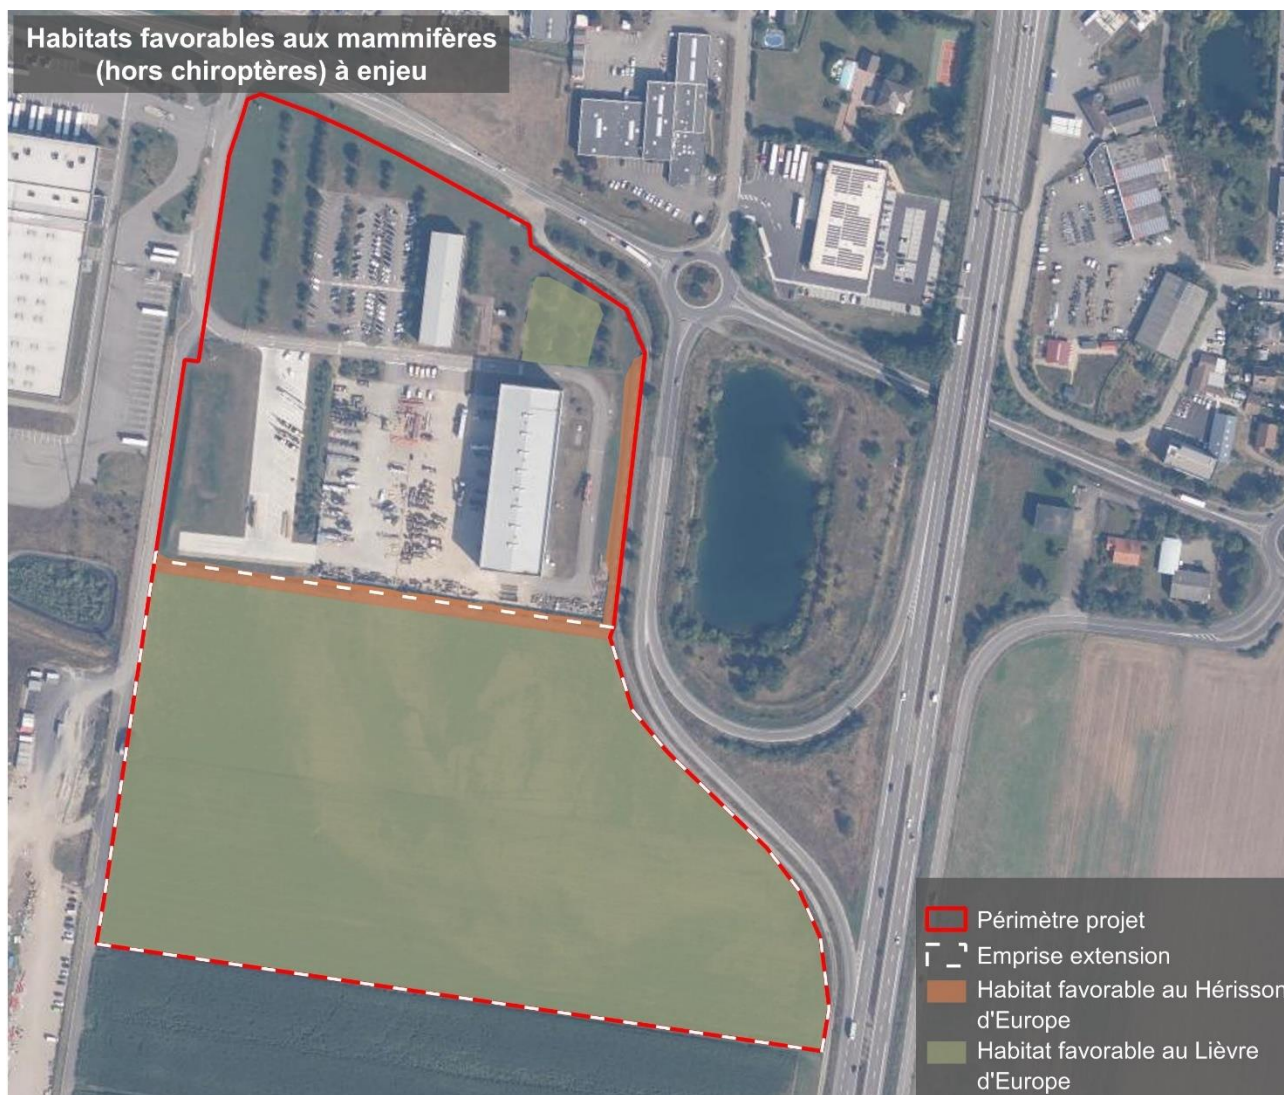 Habitats favorables aux mammifères
(hors chiroptères) à enjeu
Périmètre projet
Emprise extension
Habitat favorable au Hérisson
d'Europe
Habitat favorable au Lièvre
d'Europe